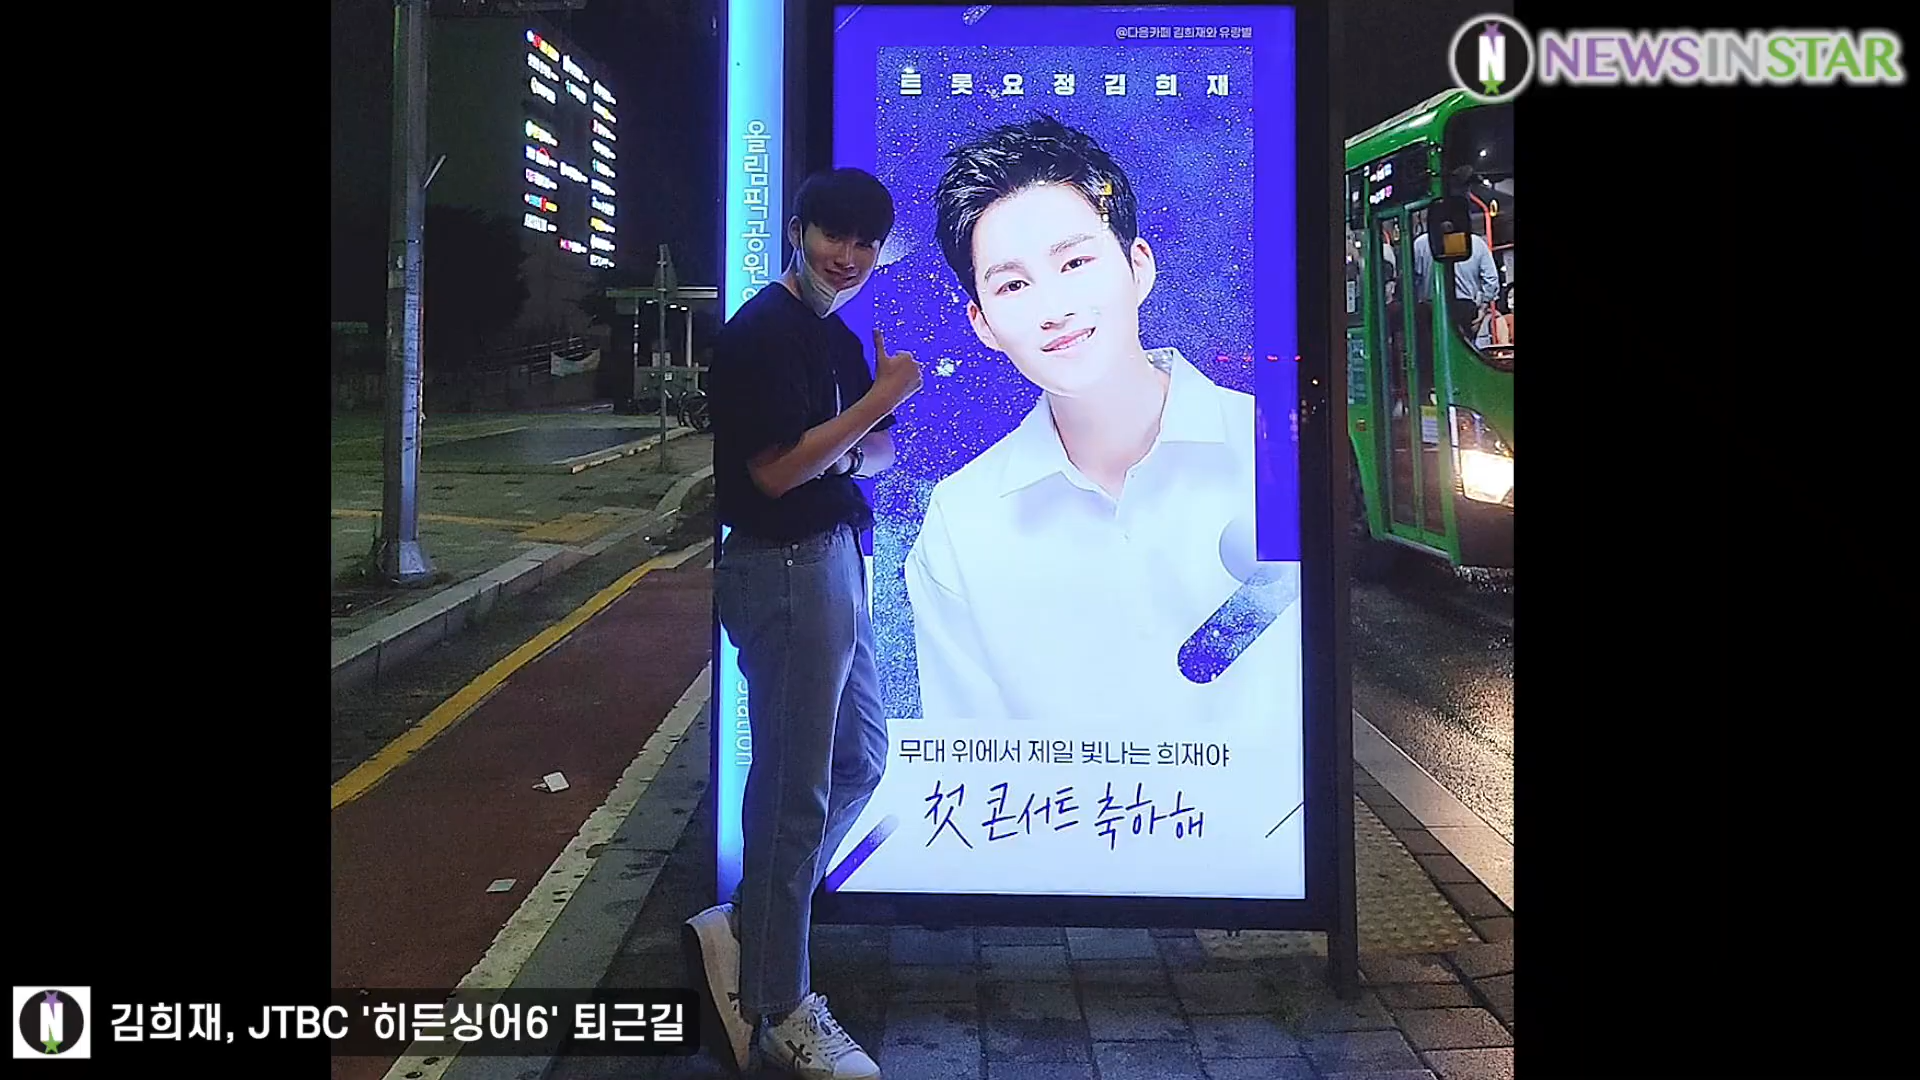 NEWSINSTAR
@다음카페 김희재와 유랑별
트롯요정김희재
올림픽공원역
Station
무대 위에서 제일 빛나는 희재야
첫 콘서트 축하해
김희재, JTBC '히든싱어6' 퇴근길